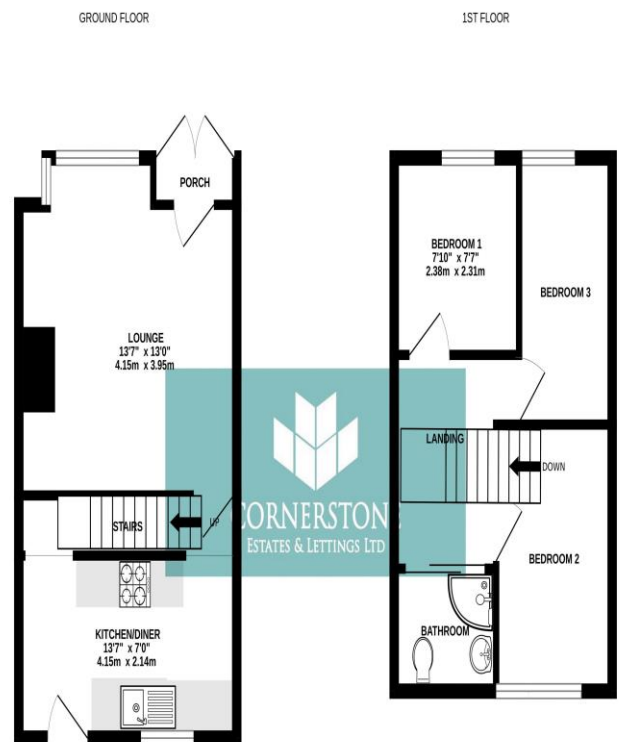 GROUND FLOOR
1ST FLOOR
PORCH
LOUNGE
13'7" x 13'0"
4.15m x 3.95m
STAIRS
UP
KITCHEN/DINER
13'7" x 7'0"
4.15m x 2.14m
BEDROOM 1
7'10" x 7'7"
2.38m x 2.31m
BEDROOM 3
LANDING
DOWN
BEDROOM 2
BATHROOM
CORNERSTONE
ESTATES & LETTINGS LTD